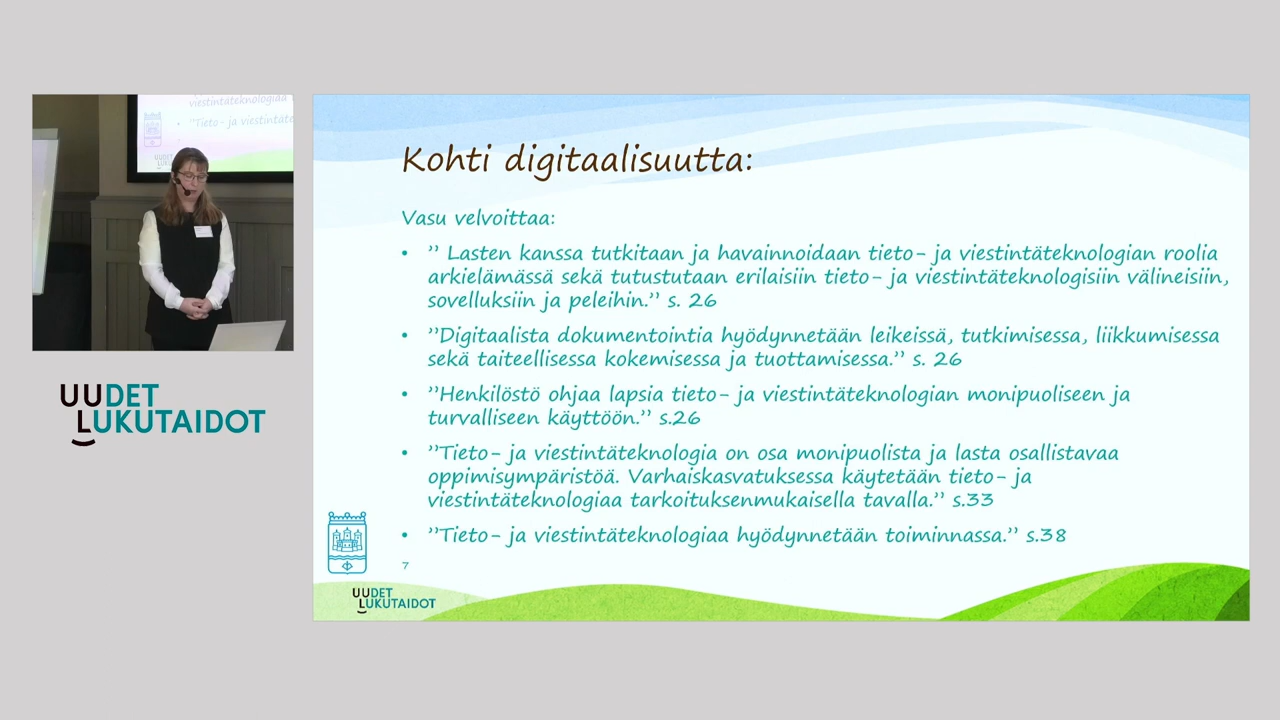 viestintäteknologiaa
"Tieto- ja viestintäte
UUDET
LUKUTAIDOT
Kohti digitaalisuutta:
Vasu velvoittaa:
• ” Lasten kanssa tutkitaan ja havainnoidaan tieto- ja viestintäteknologian roolia
arkielämässä sekä tutustutaan erilaisiin tieto- ja viestintäteknologisiin välineisiin,
sovelluksiin ja peleihin.” s. 26
• ”Digitaalista dokumentointia hyödynnetään leikeissä, tutkimisessa, liikkumisessa
sekä taiteellisessa kokemisessa ja tuottamisessa.” s. 26
• ”Henkilöstö ohjaa lapsia tieto- ja viestintäteknologian monipuoliseen ja
turvalliseen käyttöön.” s.26
• ”Tieto- ja viestintäteknologia on osa monipuolista ja lasta osallistavaa
oppimisympäristöä. Varhaiskasvatuksessa käytetään tieto- ja
viestintäteknologiaa tarkoituksenmukaisella tavalla.” s.33
• ”Tieto- ja viestintäteknologiaa hyödynnetään toiminnassa.” s.38
7
UUDET
LUKUTAIDOT